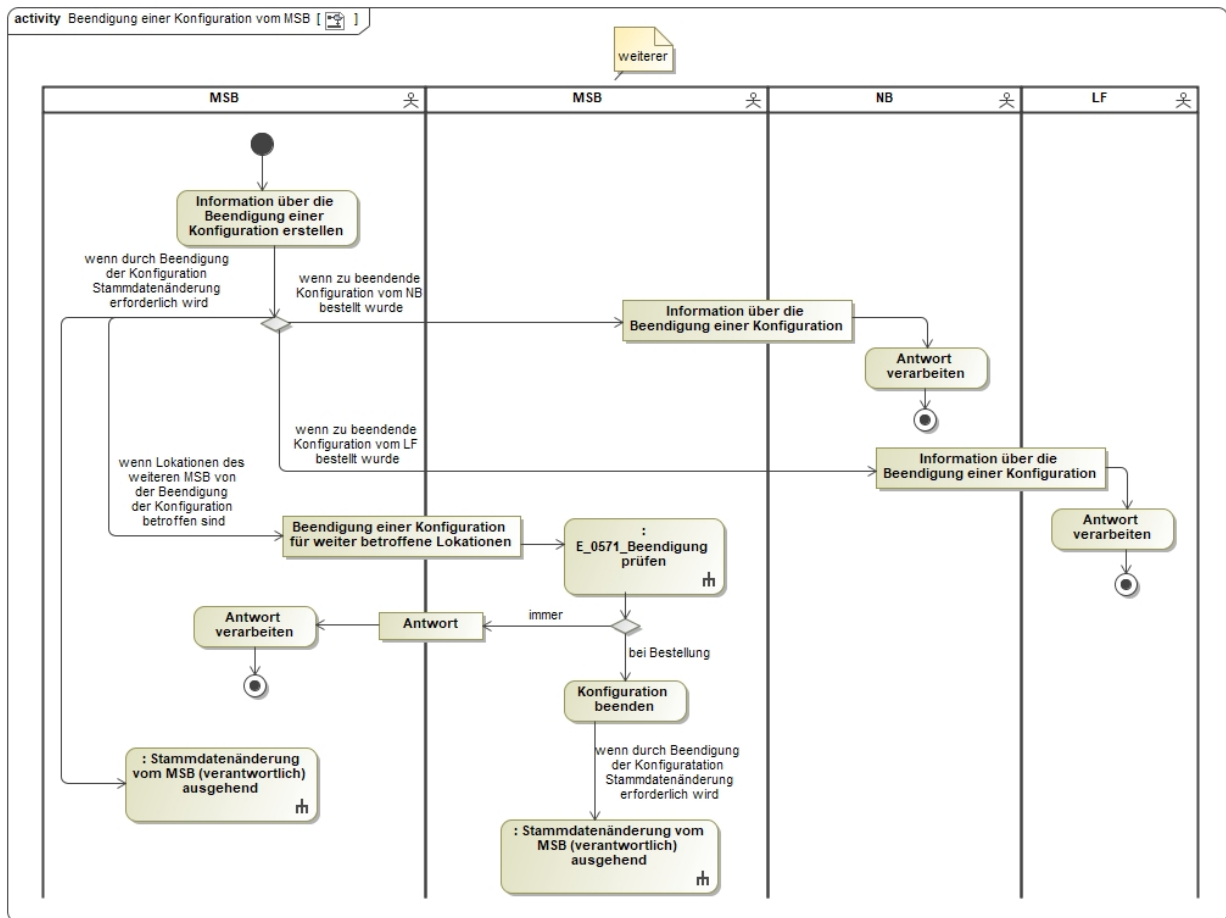 activity Beendigung einer Konfiguration vom MSB [ ]
weiterer
MSB
MSB
NB
LF
Information über die
Beendigung einer
Konfiguration erstellen
wenn durch Beendigung
der Konfiguration
Stammdatenänderung
erforderlich wird
wenn zu beendende
Konfiguration vom NB
bestellt wurde
Information über die
Beendigung einer Konfiguration
Antwort
verarbeiten
wenn zu beendende
Konfiguration vom LF
bestellt wurde
Information über die
Beendigung einer Konfiguration
Antwort
verarbeiten
wenn Lokationen des
weiteren MSB von
der Beendigung
der Konfiguration
betroffen sind
Beendigung einer Konfiguration
für weiter betroffene Lokationen
:
E_0571_Beendigung
prüfen
immer
Antwort
Antwort
verarbeiten
bei Bestellung
Konfiguration
beenden
wenn durch Beendigung
der Konfiguratation
Stammdatenänderung
erforderlich wird
: Stammdatenänderung
vom MSB (verantwortlich)
ausgehend
: Stammdatenänderung vom
MSB (verantwortlich)
ausgehend